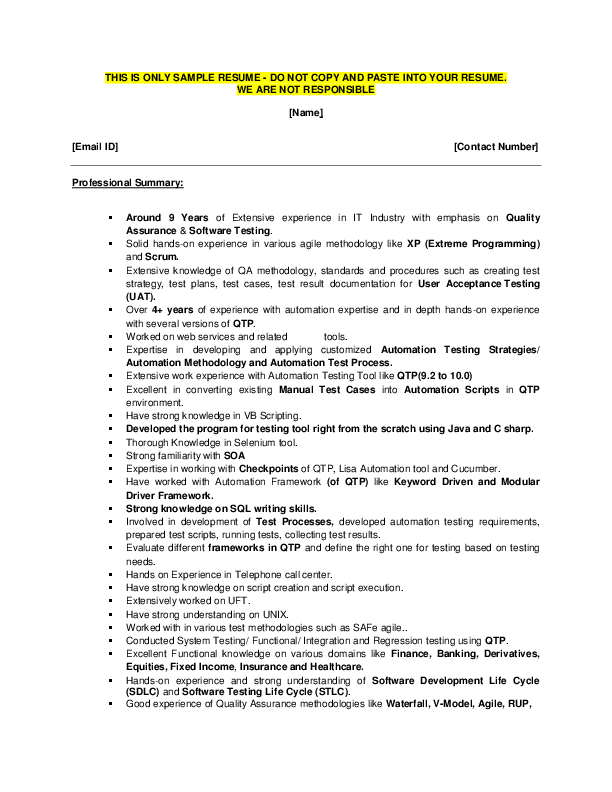 THIS IS ONLY SAMPLE RESUME - DO NOT COPY AND PASTE INTO YOUR RESUME.
WE ARE NOT RESPONSIBLE
[Name]
[Email ID] [Contact Number]
Professional Summary:
▪ Around 9 Years of Extensive experience in IT Industry with emphasis on Quality
Assurance & Software Testing.
▪ Solid hands-on experience in various agile methodology like XP (Extreme Programming)
and Scrum.
▪ Extensive knowledge of QA methodology, standards and procedures such as creating test
strategy, test plans, test cases, test result documentation for User Acceptance Testing
(UAT).
▪ Over 4+ years of experience with automation expertise and in depth hands-on experience
with several versions of QTP.
▪ Worked on web services and related tools.
▪ Expertise in developing and applying customized Automation Testing Strategies/
Automation Methodology and Automation Test Process.
▪ Extensive work experience with Automation Testing Tool like QTP(9.2 to 10.0)
▪ Excellent in converting existing Manual Test Cases into Automation Scripts in QTP
environment.
▪ Have strong knowledge in VB Scripting.
▪ Developed the program for testing tool right from the scratch using Java and C sharp.
▪ Thorough Knowledge in Selenium tool.
▪ Strong familiarity with SOA
▪ Expertise in working with Checkpoints of QTP, Lisa Automation tool and Cucumber.
▪ Have worked with Automation Framework (of QTP) like Keyword Driven and Modular
Driver Framework.
▪ Strong knowledge on SQL writing skills.
▪ Involved in development of Test Processes, developed automation testing requirements,
prepared test scripts, running tests, collecting test results.
▪ Evaluate different frameworks in QTP and define the right one for testing based on testing
needs.
▪ Hands on Experience in Telephone call center.
▪ Have strong knowledge on script creation and script execution.
▪ Extensively worked on UFT.
▪ Have strong understanding on UNIX.
▪ Worked with in various test methodologies such as SAFe agile..
▪ Conducted System Testing/ Functional/ Integration and Regression testing using QTP.
▪ Excellent Functional knowledge on various domains like Finance, Banking, Derivatives,
Equities, Fixed Income, Insurance and Healthcare.
▪ Hands-on experience and strong understanding of Software Development Life Cycle
(SDLC) and Software Testing Life Cycle (STLC).
▪ Good experience of Quality Assurance methodologies like Waterfall, V-Model, Agile, RUP,